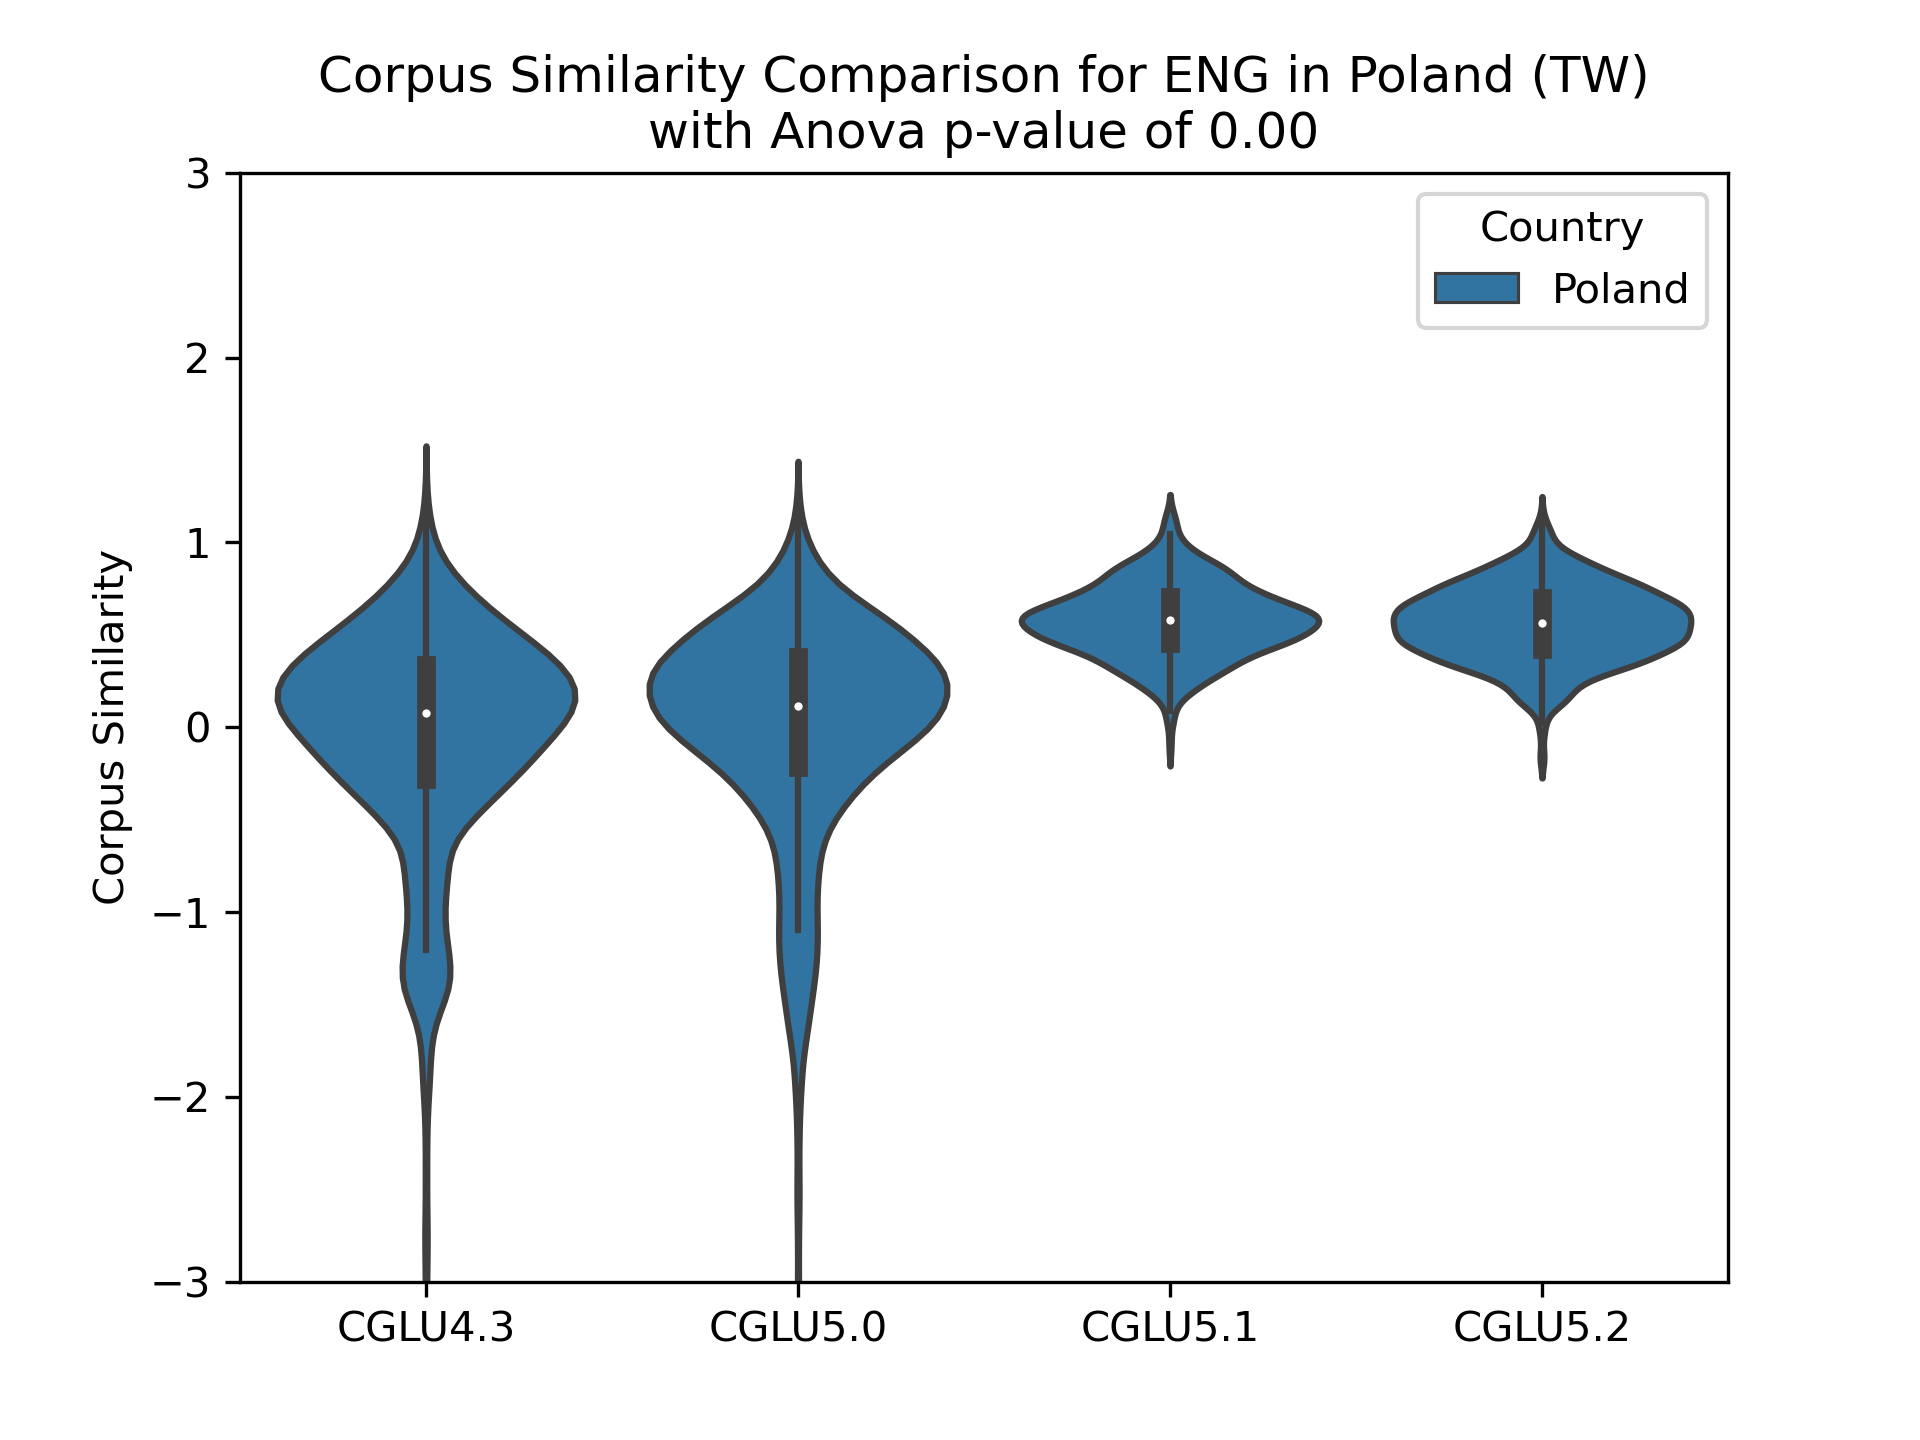 Corpus Similarity Comparison for ENG in Poland (TW)
with Anova p-value of 0.00
Country
Poland
Corpus Similarity
3
2
1
0
−1
−2
−3
CGLU4.3
CGLU5.0
CGLU5.1
CGLU5.2